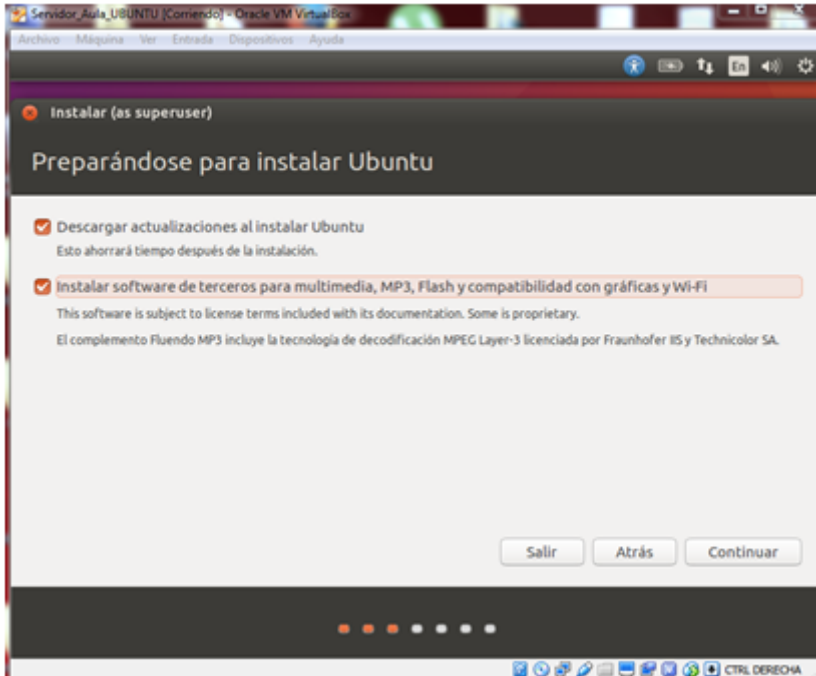 Servidor_Aula_UBUNTU [Corriendo] - Oracle VM VirtualBox
Archivo Máquina Ver Entrada Dispositivos Ayuda
En
Instalar (as superuser)
Preparándose para instalar Ubuntu
Descargar actualizaciones al instalar Ubuntu
Esto ahorrará tiempo después de la instalación.
Instalar software de terceros para multimedia, MP3, Flash y compatibilidad con gráficas y Wi-Fi
This software is subject to license terms included with its documentation. Some is proprietary.
El complemento Fluendo MP3 incluye la tecnología de decodificación MPEG Layer-3 licenciada por Fraunhofer IIS y Technicolor SA.
Salir Atrás Continuar
CTRL DERECHA